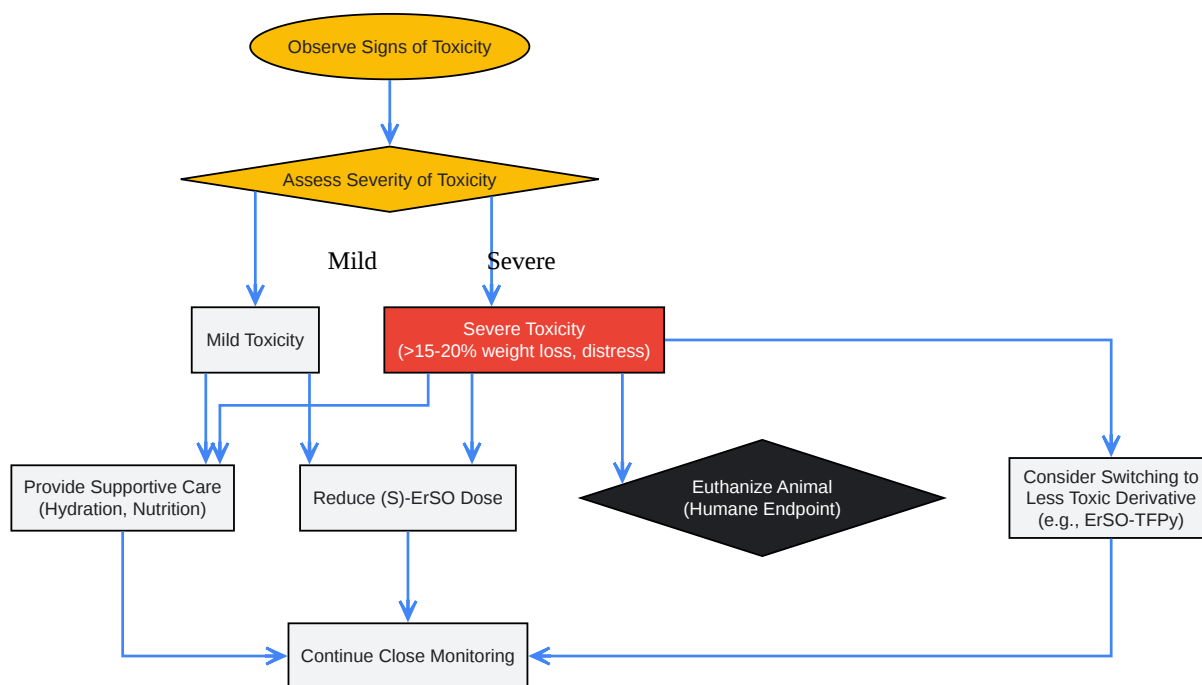 Observe Signs of Toxicity
Assess Severity of Toxicity
Mild
Severe
Mild Toxicity
Severe Toxicity
(>15-20% weight loss, distress)
Provide Supportive Care
(Hydration, Nutrition)
Reduce (S)-ErSO Dose
Euthanize Animal
(Humane Endpoint)
Consider Switching to
Less Toxic Derivative
(e.g., ErSO-TFPy)
Continue Close Monitoring